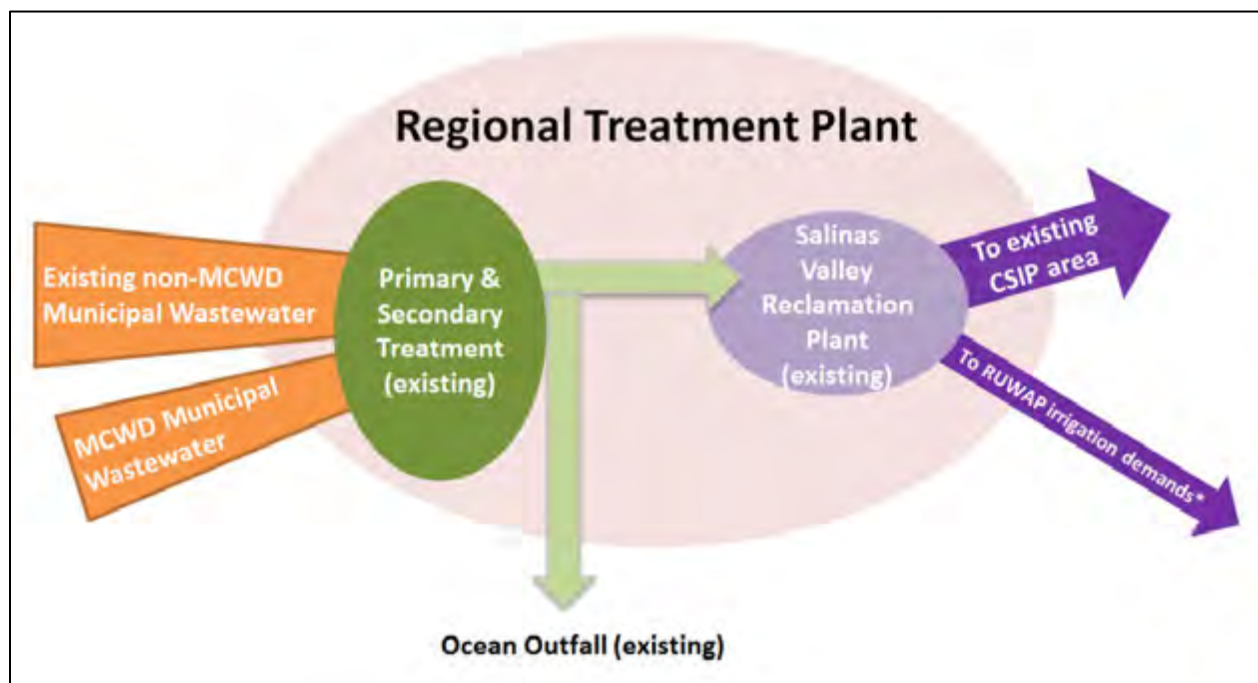 Regional Treatment Plant
Existing non-MCWD
Municipal Wastewater
MCWD Municipal
Wastewater
Primary &
Secondary
Treatment
(existing)
Salinas
Valley
Reclamation
Plant
(existing)
To existing
CSIP area
To RUWAP irrigation demands*
Ocean Outfall (existing)